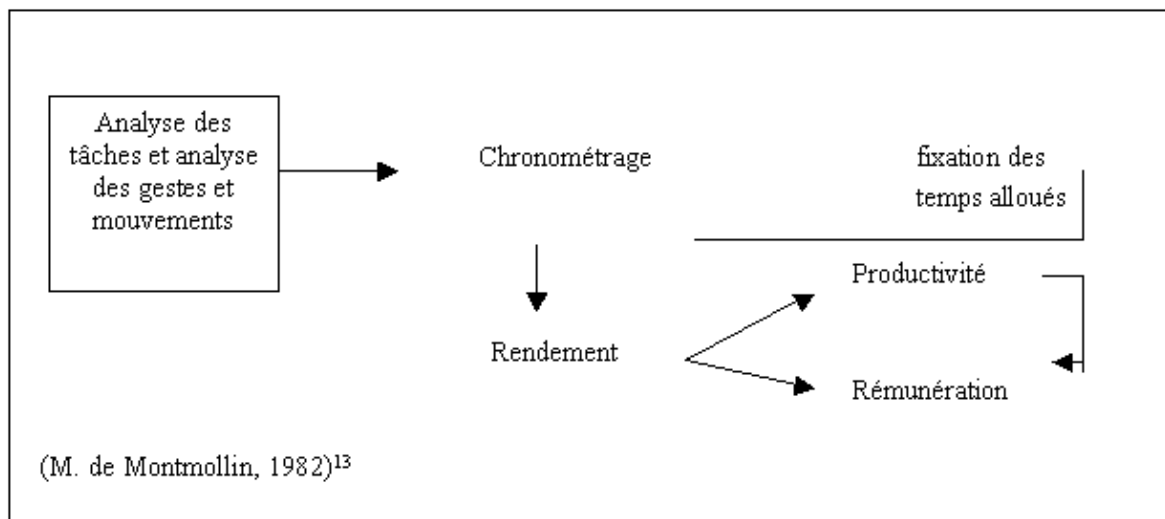 Analyse des
tâches et analyse
des gestes et
mouvements
Chronométrage
fixation des
temps alloués
Productivité
Rendement
Rémunération
(M. de Montmollin, 1982)¹³